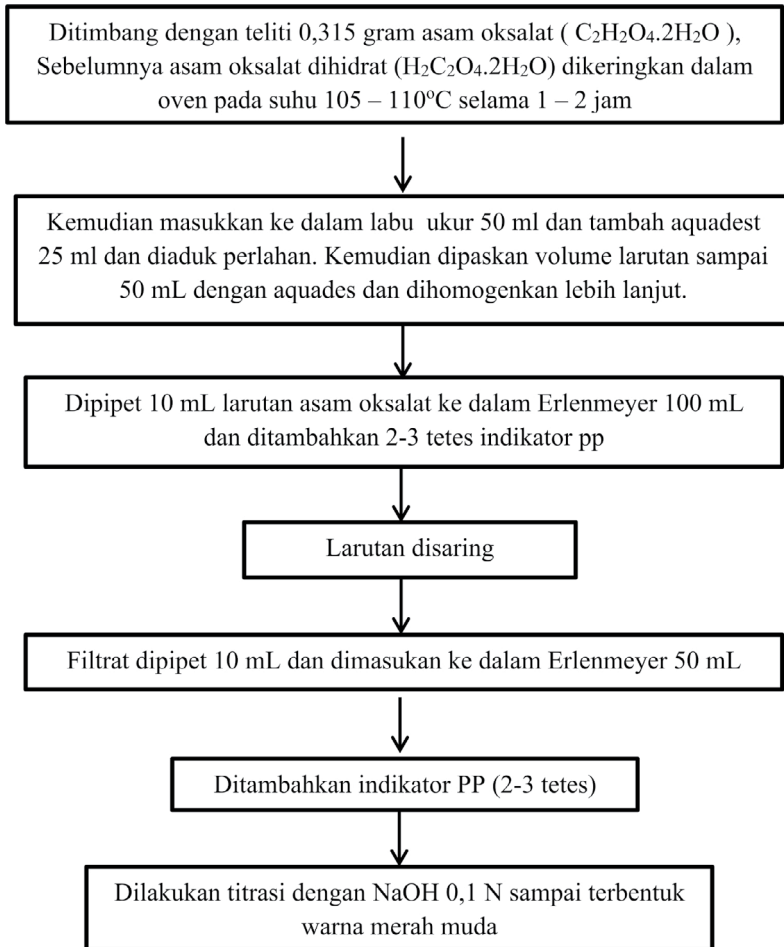 Ditimbang dengan teliti 0,315 gram asam oksalat ( C₂H₂O₄.2H₂O ),
Sebelumnya asam oksalat dihidrat (H₂C₂O₄.2H₂O) dikeringkan dalam
oven pada suhu 105 – 110°C selama 1 – 2 jam
Kemudian masukkan ke dalam labu ukur 50 ml dan tambah aquadest
25 ml dan diaduk perlahan. Kemudian dipaskan volume larutan sampai
50 mL dengan aquades dan dihomogenkan lebih lanjut.
Dipipet 10 mL larutan asam oksalat ke dalam Erlenmeyer 100 mL
dan ditambahkan 2-3 tetes indikator pp
Larutan disaring
Filtrat dipipet 10 mL dan dimasukan ke dalam Erlenmeyer 50 mL
Ditambahkan indikator PP (2-3 tetes)
Dilakukan titrasi dengan NaOH 0,1 N sampai terbentuk
warna merah muda